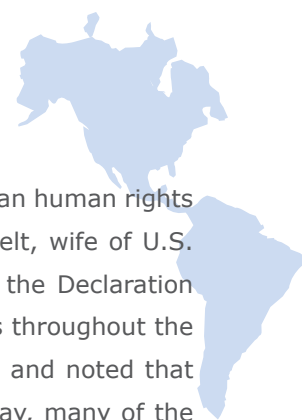 an human rights
elt, wife of U.S.
the Declaration
s throughout the
and noted that
ay, many of the